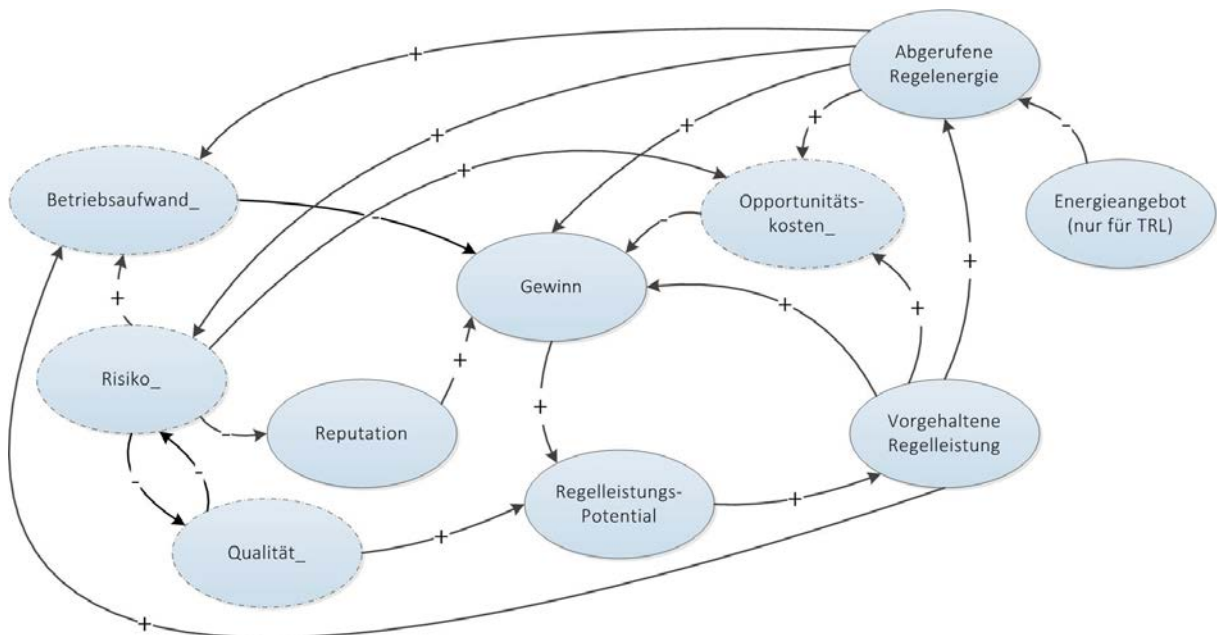 Abgerufene
Regelenergie
+
+
+
+
-
Betriebsaufwand_
+
Opportunitäts-
kosten_
Energieangebot
(nur für TRL)
-
-
+
Gewinn
+
+
+
Risiko_
+
-
Reputation
+
Vorgehaltene
Regelleistung
-
-
Regelleistungs-
Potential
+
Qualität_
+
+